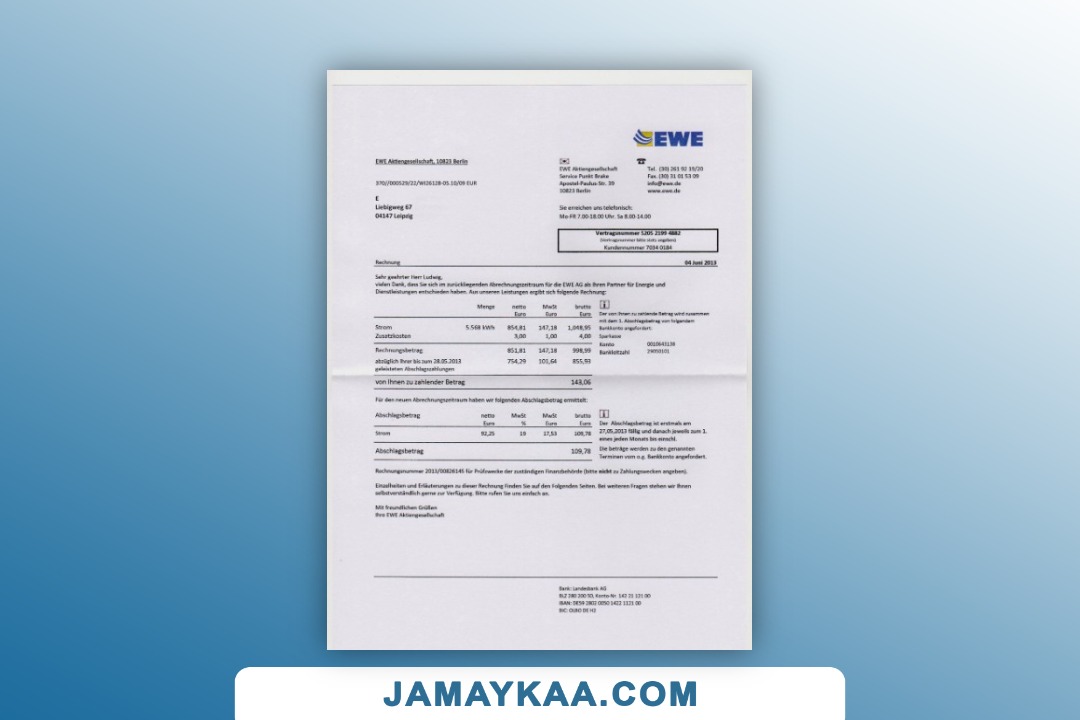 EWE
EWE Aktiengesellschaft, 10823 Berlin
370//000529/22/W26128-05.10/09 EUR
E
Liebigweg 67
04147 Leipzig
EWE Aktiengesellschaft
Service Punkt Brake
Apostel-Paulus-Str. 39
10823 Berlin
Tel. (30) 261 92 19/20
Fax. (30) 31 01 53 09
info@ewe.de
www.ewe.de
Sie erreichen uns telefonisch:
Mo-FR 7.00-18.00 Uhr. Sa 8.00-14.00
Vertragsnummer 5205 2199 4882
(Vertragsnummer bitte stets angeben)
Kundennummer 7034 0184
Rechnung 04 Juni 2013
Sehr geehrter Herr Ludwig,
vielen Dank, dass Sie sich im zurückliegenden Abrechnungszeitraum für die EWE AG als Ihren Partner für Energie und
Dienstleistungen entschieden haben. Aus unseren Leistungen ergibt sich folgende Rechnung:
Menge netto MwSt brutto
Euro Euro Euro
Strom 5.568 kWh 854,81 147,18 1,048,95
Zusatzkosten 3,00 1,00 4,00
Rechnungsbetrag 851,81 147,18 998,99
abzüglich Ihrer bis zum 28.05.2013 754,29 101,64 855,93
geleisteten Abschlagszahlungen
von Ihnen zu zahlender Betrag 143,06
i
Der von Ihnen zu zahlende Betrag wird zusammen
mit dem 1. Abschlagsbetrag von folgendem
Bankkonto angefordert:
Sparkasse
Konto 0010643136
Bankleitzahl 29050101
Für den neuen Abrechnungszeitraum haben wir folgenden Abschlagsbetrag ermittelt:
Abschlagsbetrag netto MwSt MwSt brutto
Euro % Euro Euro
Strom 92,25 19 17,53 109,78
Abschlagsbetrag 109,78
i
Der Abschlagsbetrag ist erstmals am
27.05.2013 fällig und danach jeweils zum 1.
eines jeden Monats bis einschl.
Die beträge werden zu den genannten
Terminen vom o.g. Bankkonto angefordert.
Rechnungsnummer 2013/00826145 für Prüfzwecke der zuständigen Finanzbehörde (bitte nicht zu Zahlungszwecken angeben).
Einzelheiten und Erläuterungen zu dieser Rechnung finden Sie auf den Folgenden Seiten. Bei weiteren Fragen stehen wir Ihnen
selbstverständlich gerne zur Verfügung. Bitte rufen Sie uns einfach an.
Mit freundlichen Grüßen
Ihre EWE Aktiengesellschaft
Bank: Landesbank AG
BLZ 280 200 50, Konto-Nr. 142 21 121 00
IBAN: DE59 2802 0050 1422 1121 00
BIC: OLBO DE H2
JAMAYKAA.COM